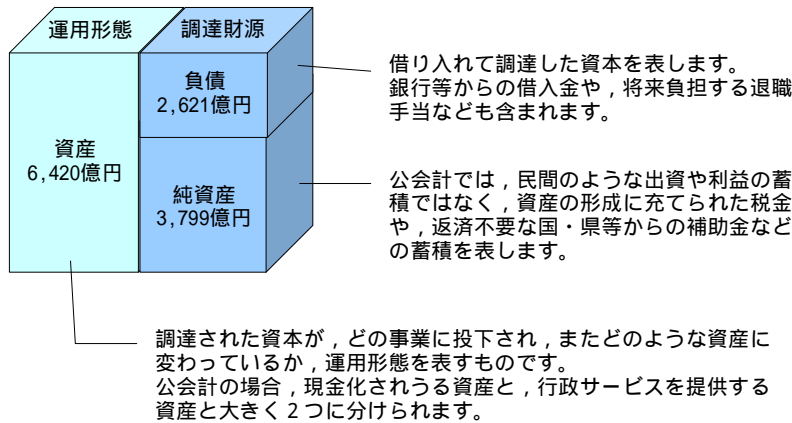 運用形態
調達財源
資産
6,420億円
負債
2,621億円
純資産
3,799億円
借り入れて調達した資本を表します。
銀行等からの借入金や，将来負担する退職
手当なども含まれます。
公会計では，民間のような出資や利益の蓄
積ではなく，資産の形成に充てられた税金
や，返済不要な国・県等からの補助金など
の蓄積を表します。
調達された資本が，どの事業に投下され，またどのような資産に
変わっているか，運用形態を表すものです。
公会計の場合，現金化されうる資産と，行政サービスを提供する
資産と大きく２つに分けられます。